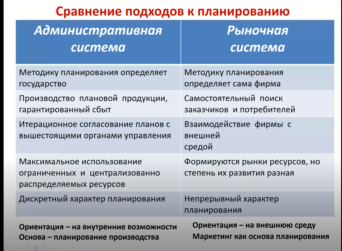 Сравнение подходов к планированию
Административная
система
Рыночная
система
Методику планирования определяет
государство
Методику планирования
определяет сама фирма
Производство плановой продукции,
гарантированный сбыт
Самостоятельный поиск
заказчиков и потребителей
Итерационное согласование планов с
вышестоящими органами управления
Взаимодействие фирмы с
внешней
средой
Максимальное использование
ограниченных и централизованно
распределяемых ресурсов
Формируются рынки ресурсов, но
степень их развития разная
Дискретный характер планирования
Непрерывный характер
планирования
Ориентация – на внутренние возможности
Основа – планирование производства
Ориентация – на внешнюю среду
Маркетинг как основа планирования